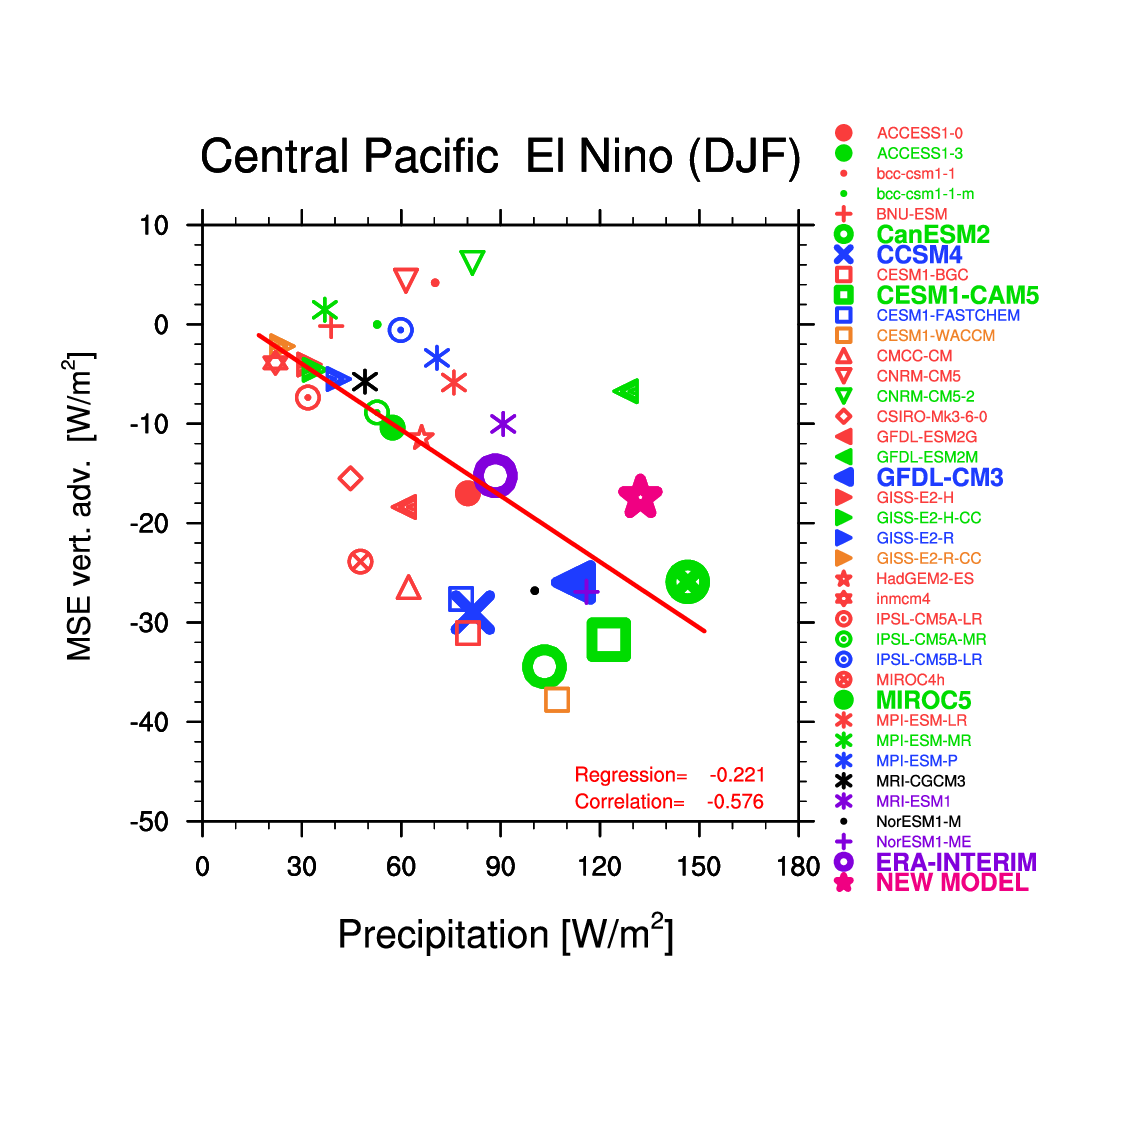 Central Pacific  El Nino (DJF)
MSE vert. adv.  [W/m²]
10
0
-10
-20
-30
-40
-50
0 30 60 90 120 150 180
Precipitation [W/m²]
Regression= -0.221
Correlation= -0.576
ACCESS1-0
ACCESS1-3
bcc-csm1-1
bcc-csm1-1-m
BNU-ESM
CanESM2
CCSM4
CESM1-BGC
CESM1-CAM5
CESM1-FASTCHEM
CESM1-WACCM
CMCC-CM
CNRM-CM5
CNRM-CM5-2
CSIRO-Mk3-6-0
GFDL-ESM2G
GFDL-ESM2M
GFDL-CM3
GISS-E2-H
GISS-E2-H-CC
GISS-E2-R
GISS-E2-R-CC
HadGEM2-ES
inmcm4
IPSL-CM5A-LR
IPSL-CM5A-MR
IPSL-CM5B-LR
MIROC4h
MIROC5
MPI-ESM-LR
MPI-ESM-MR
MPI-ESM-P
MRI-CGCM3
MRI-ESM1
NorESM1-M
NorESM1-ME
ERA-INTERIM
NEW MODEL